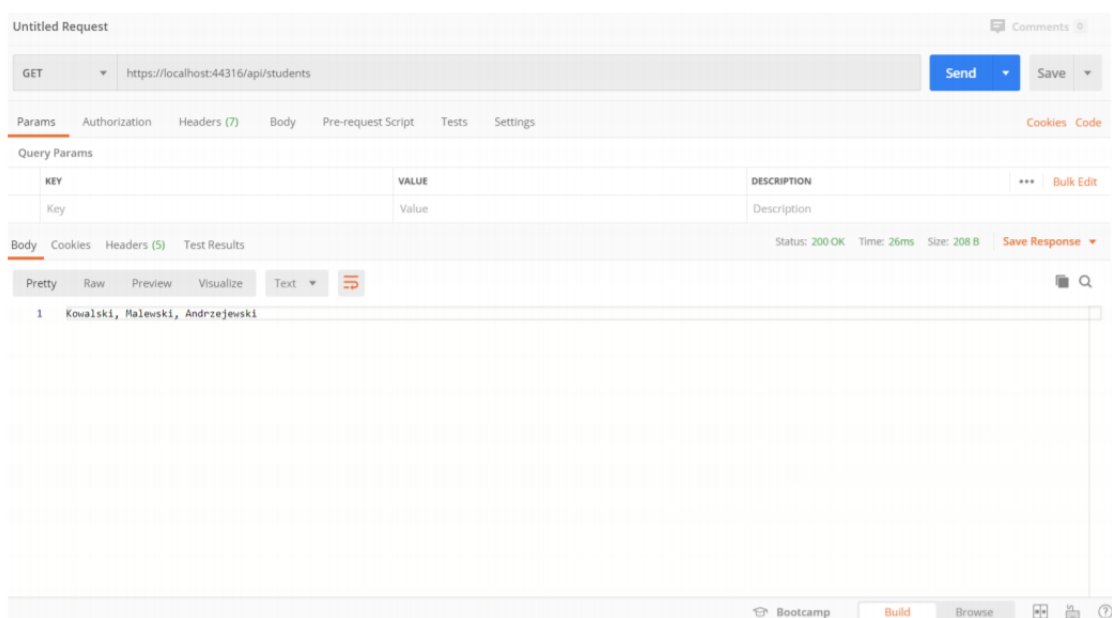 Untitled Request
Comments 0
GET https://localhost:44316/api/students Send Save
Params Authorization Headers (7) Body Pre-request Script Tests Settings Cookies Code
Query Params
KEY VALUE DESCRIPTION ••• Bulk Edit
Key Value Description
Body Cookies Headers (5) Test Results Status: 200 OK Time: 26ms Size: 208 B Save Response
Pretty Raw Preview Visualize Text
1 Kowalski, Malewski, Andrzejewski
Bootcamp Build Browse